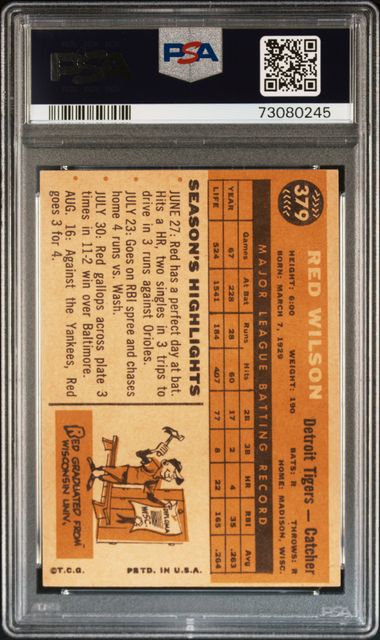 PSA
PSA
73080245
379
RED WILSON
Detroit Tigers—Catcher
HEIGHT: 6:00 WEIGHT: 190 BATS: R THROWS: R
BORN: MARCH 7, 1929 HOME: MADISON, WISC.
MAJOR LEAGUE BATTING RECORD
Games At Bat Runs Hits 2B 3B HR RBI Avg
YEAR 67 228 28 60 17 2 4 35 .263
LIFE 524 1541 184 407 77 8 22 165 .264
SEASON'S HIGHLIGHTS
JUNE 27: Red has a perfect day at bat.
Hits a HR, two singles in 3 trips to
drive in 3 runs against Orioles.
JULY 23: Goes on RBI spree and chases
home 4 runs vs. Wash.
JULY 30: Red gallops across plate 3
times in 11-2 win over Baltimore.
AUG. 16: Against the Yankees, Red
goes 3 for 4.
DIPLOMA
WISC.
RED GRADUATED FROM
WISCONSIN UNIV.
©T.C.G. PRTD. IN U.S.A.